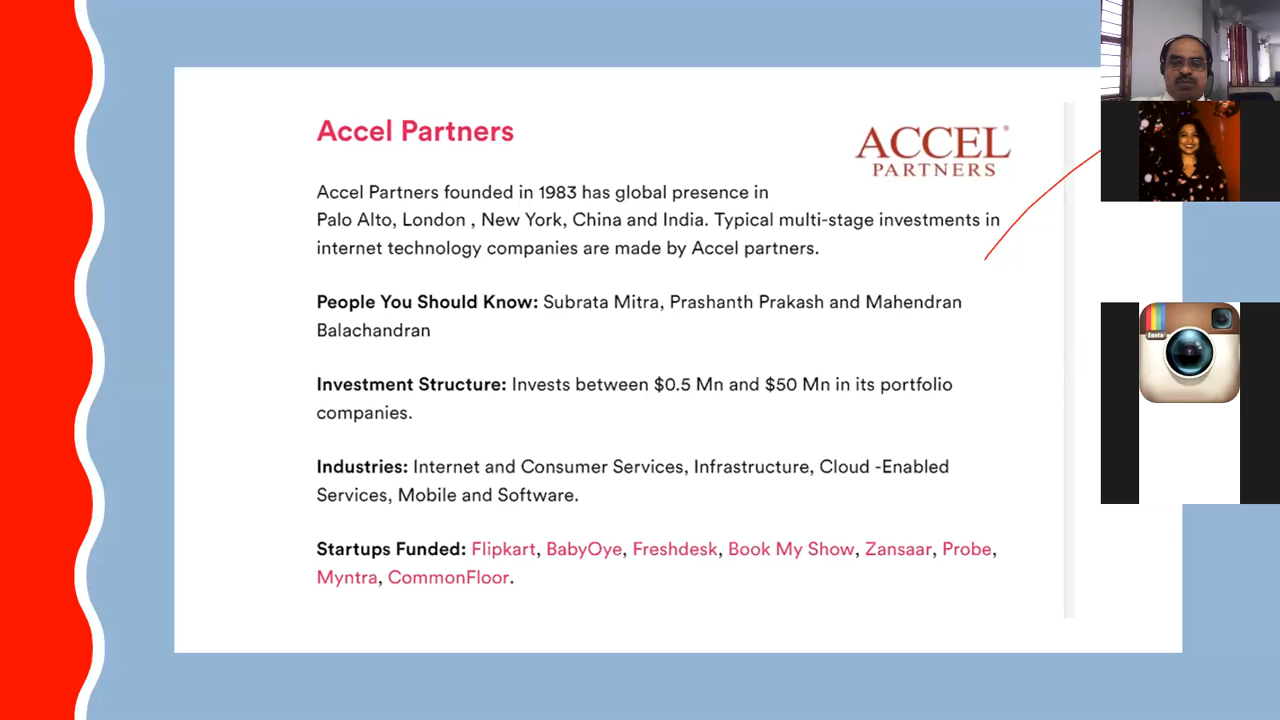 Accel Partners
ACCEL®
PARTNERS
Accel Partners founded in 1983 has global presence in
Palo Alto, London , New York, China and India. Typical multi-stage investments in
internet technology companies are made by Accel partners.
People You Should Know: Subrata Mitra, Prashanth Prakash and Mahendran
Balachandran
Investment Structure: Invests between $0.5 Mn and $50 Mn in its portfolio
companies.
Industries: Internet and Consumer Services, Infrastructure, Cloud -Enabled
Services, Mobile and Software.
Startups Funded: Flipkart, BabyOye, Freshdesk, Book My Show, Zansaar, Probe,
Myntra, CommonFloor.
Insta